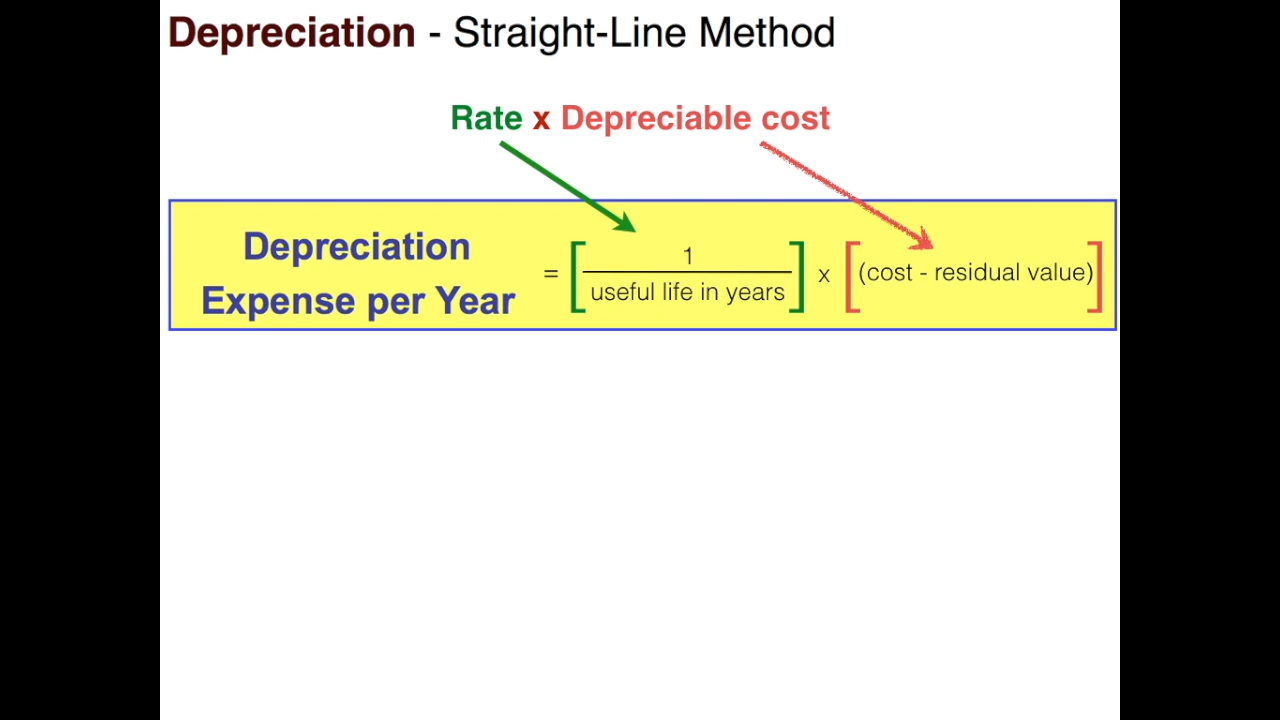 Depreciation - Straight-Line Method
Rate x Depreciable cost
Depreciation
Expense per Year
= [ 1
useful life in years ] x [ (cost - residual value) ]